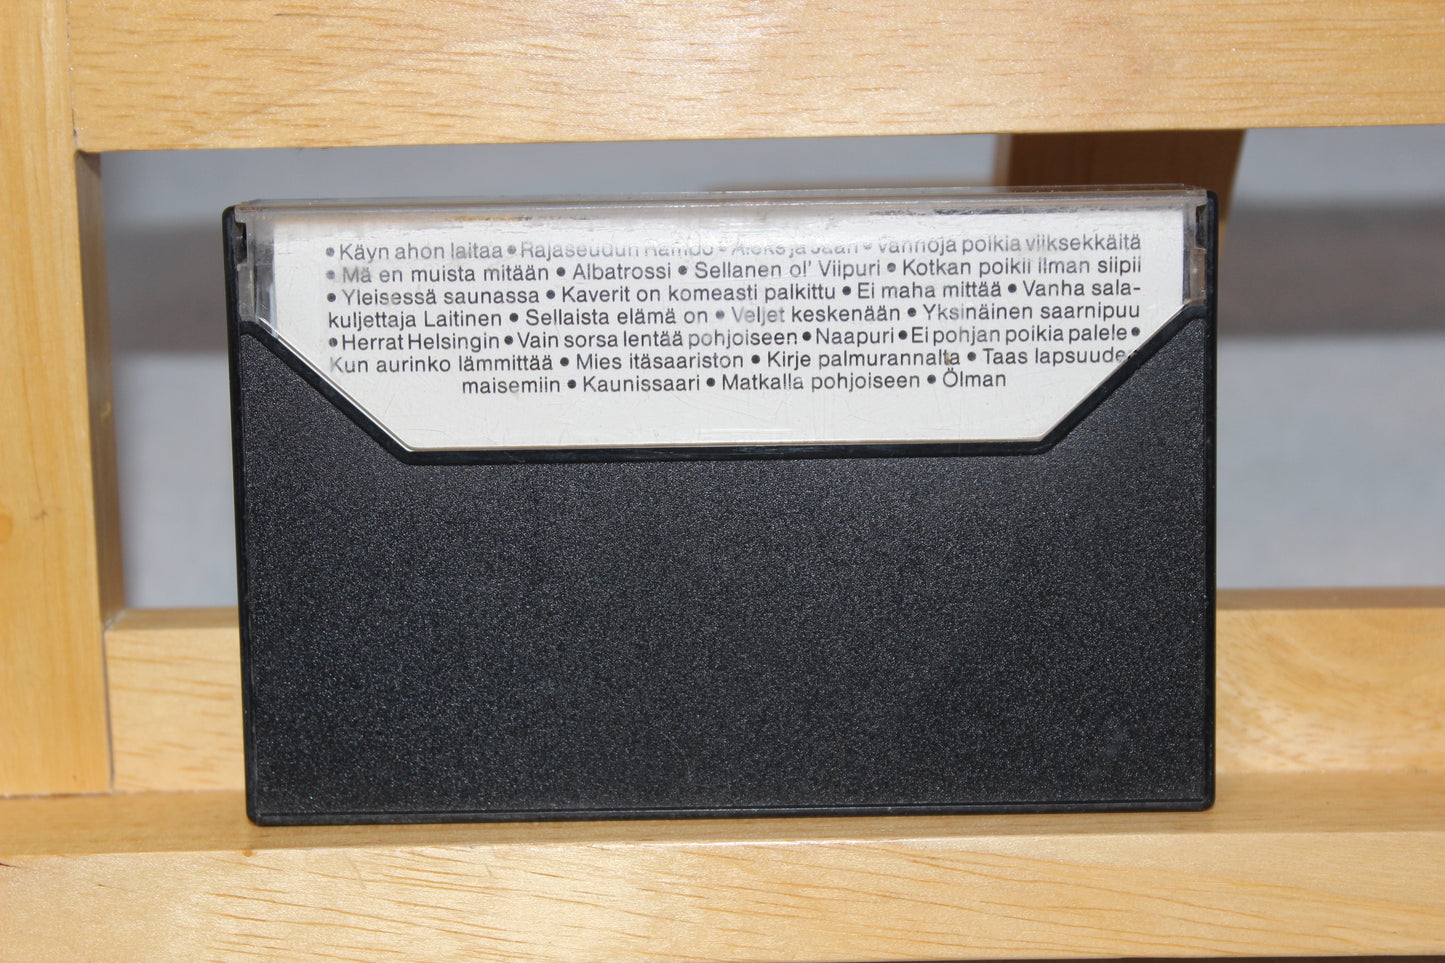 • Käyn ahon laitaa • Rajaseudun Rambo • Aleks ja Jaan • Vannoja poikia viiksekkäitä
• Mä en muista mitään • Albatrossi • Sellanen ol' Viipuri • Kotkan poikii ilman siipii
• Yleisessä saunassa • Kaverit on komeasti palkittu • Ei maha mittää • Vanha sala-
kuljettaja Laitinen • Sellaista elämä on • Veljet keskenään • Yksinäinen saarnipuu
• Herrat Helsingin • Vain sorsa lentää pohjoiseen • Naapuri • Ei pohjan poikia palele •
Kun aurinko lämmittää • Mies itäsaariston • Kirje palmurannalta • Taas lapsuuden
maisemiin • Kaunissaari • Matkalla pohjoiseen • Ölman